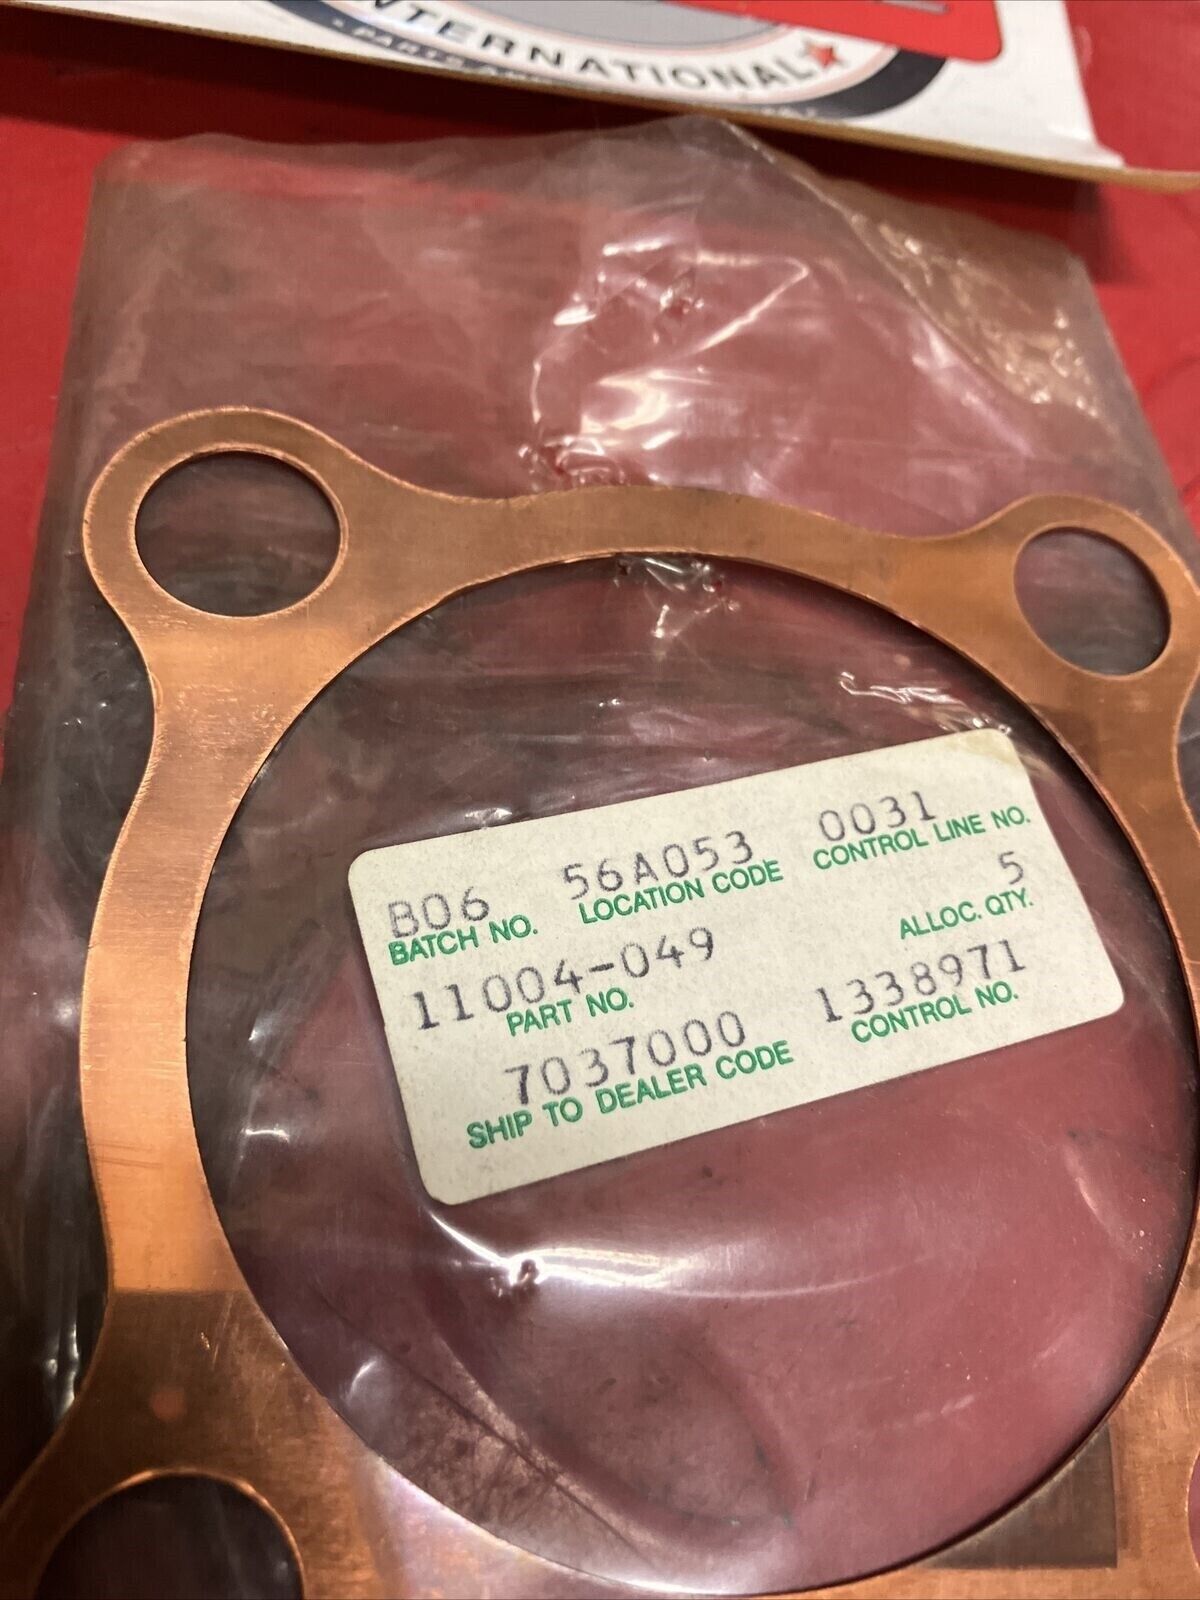 INTERNATIONAL
PARTS
B06 56A053 0031
BATCH NO. LOCATION CODE CONTROL LINE NO.
11004-049 5
PART NO. ALLOC. QTY.
7037000 1338971
SHIP TO DEALER CODE CONTROL NO.